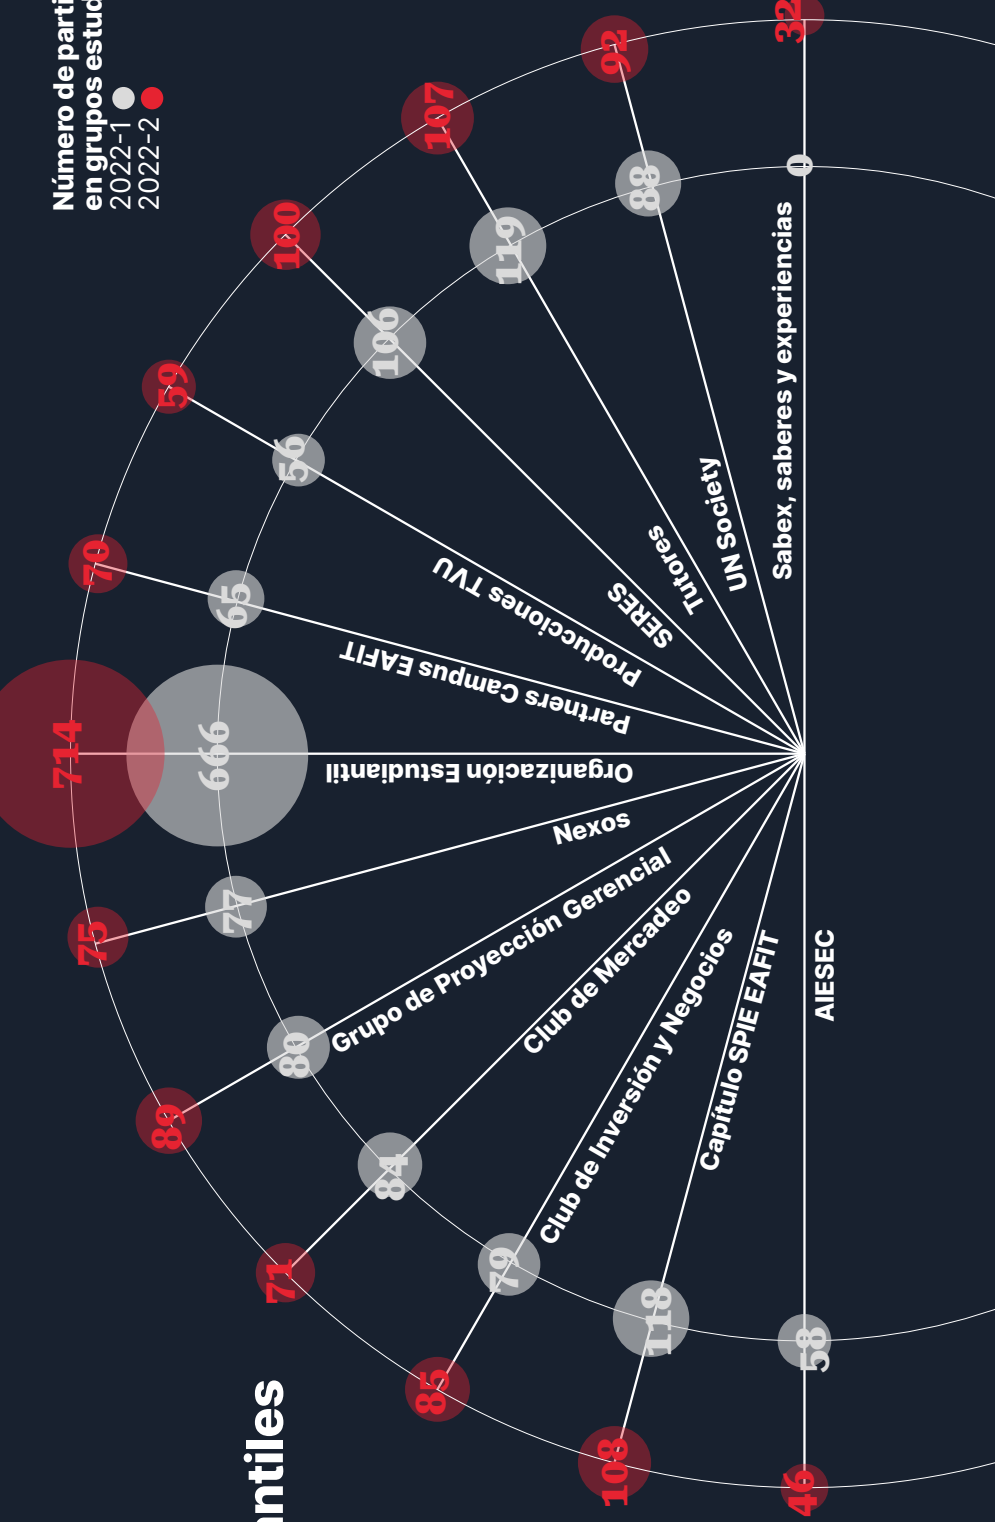 antiles
Número de parti
en grupos estud
2022-1
2022-2
AIESEC
58
46
Capítulo SPIE EAFIT
118
108
Club de Inversión y Negocios
79
85
Club de Mercadeo
84
71
Grupo de Proyección Gerencial
80
89
Nexos
77
75
Organización Estudiantil
666
714
Partners Campus EAFIT
65
70
Producciones TVU
56
59
SERES
106
100
Tutores
119
107
UN Society
88
92
Sabex, saberes y experiencias
0
32